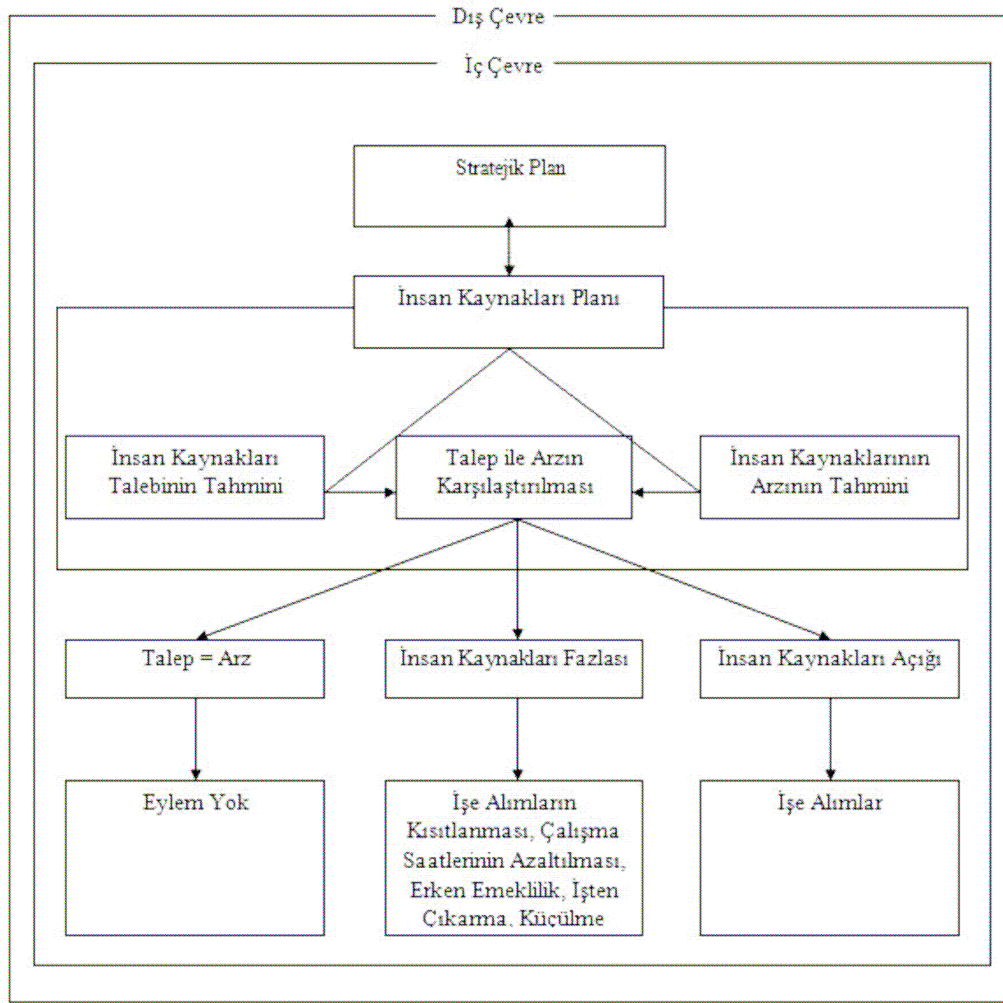 Dış Çevre
İç Çevre
Stratejik Plan
İnsan Kaynakları Planı
İnsan Kaynakları
Talebinin Tahmini
Talep ile Arzın
Karşılaştırılması
İnsan Kaynaklarının
Arzının Tahmini
Talep = Arz
İnsan Kaynakları Fazlası
İnsan Kaynakları Açığı
Eylem Yok
İşe Alımların
Kısıtlanması, Çalışma
Saatlerinin Azaltılması,
Erken Emeklilik, İşten
Çıkarma, Küçülme
İşe Alımlar